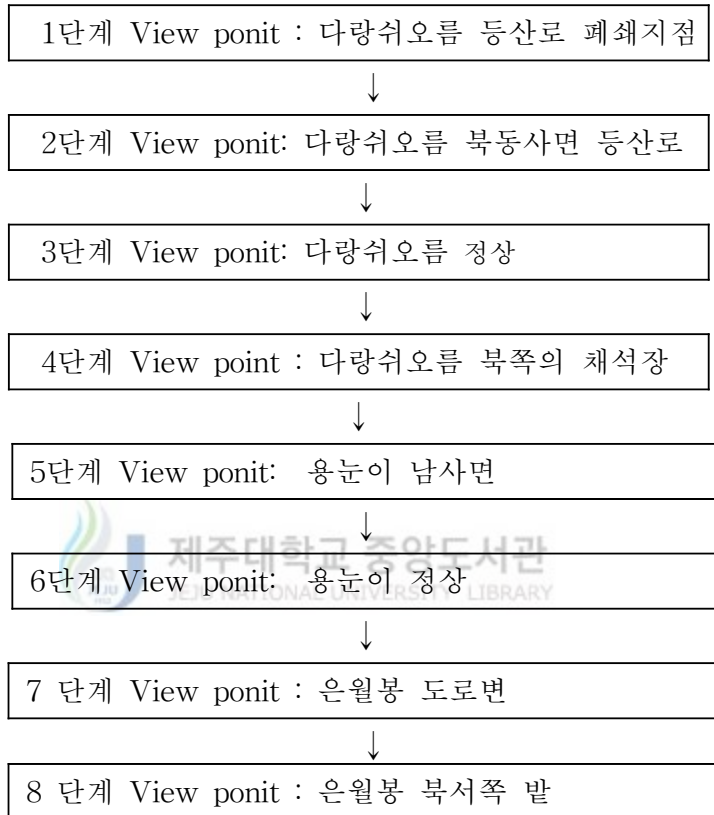 1단계 View ponit : 다랑쉬오름 등산로 폐쇄지점
↓
2단계 View ponit: 다랑쉬오름 북동사면 등산로
↓
3단계 View ponit: 다랑쉬오름 정상
↓
4단계 View point : 다랑쉬오름 북쪽의 채석장
↓
5단계 View ponit: 용눈이 남사면
↓
제주대학교 중앙도서관
JEJU NATIONAL UNIVERSITY LIBRARY
6단계 View ponit: 용눈이 정상
↓
7 단계 View ponit : 은월봉 도로변
↓
8 단계 View ponit : 은월봉 북서쪽 밭